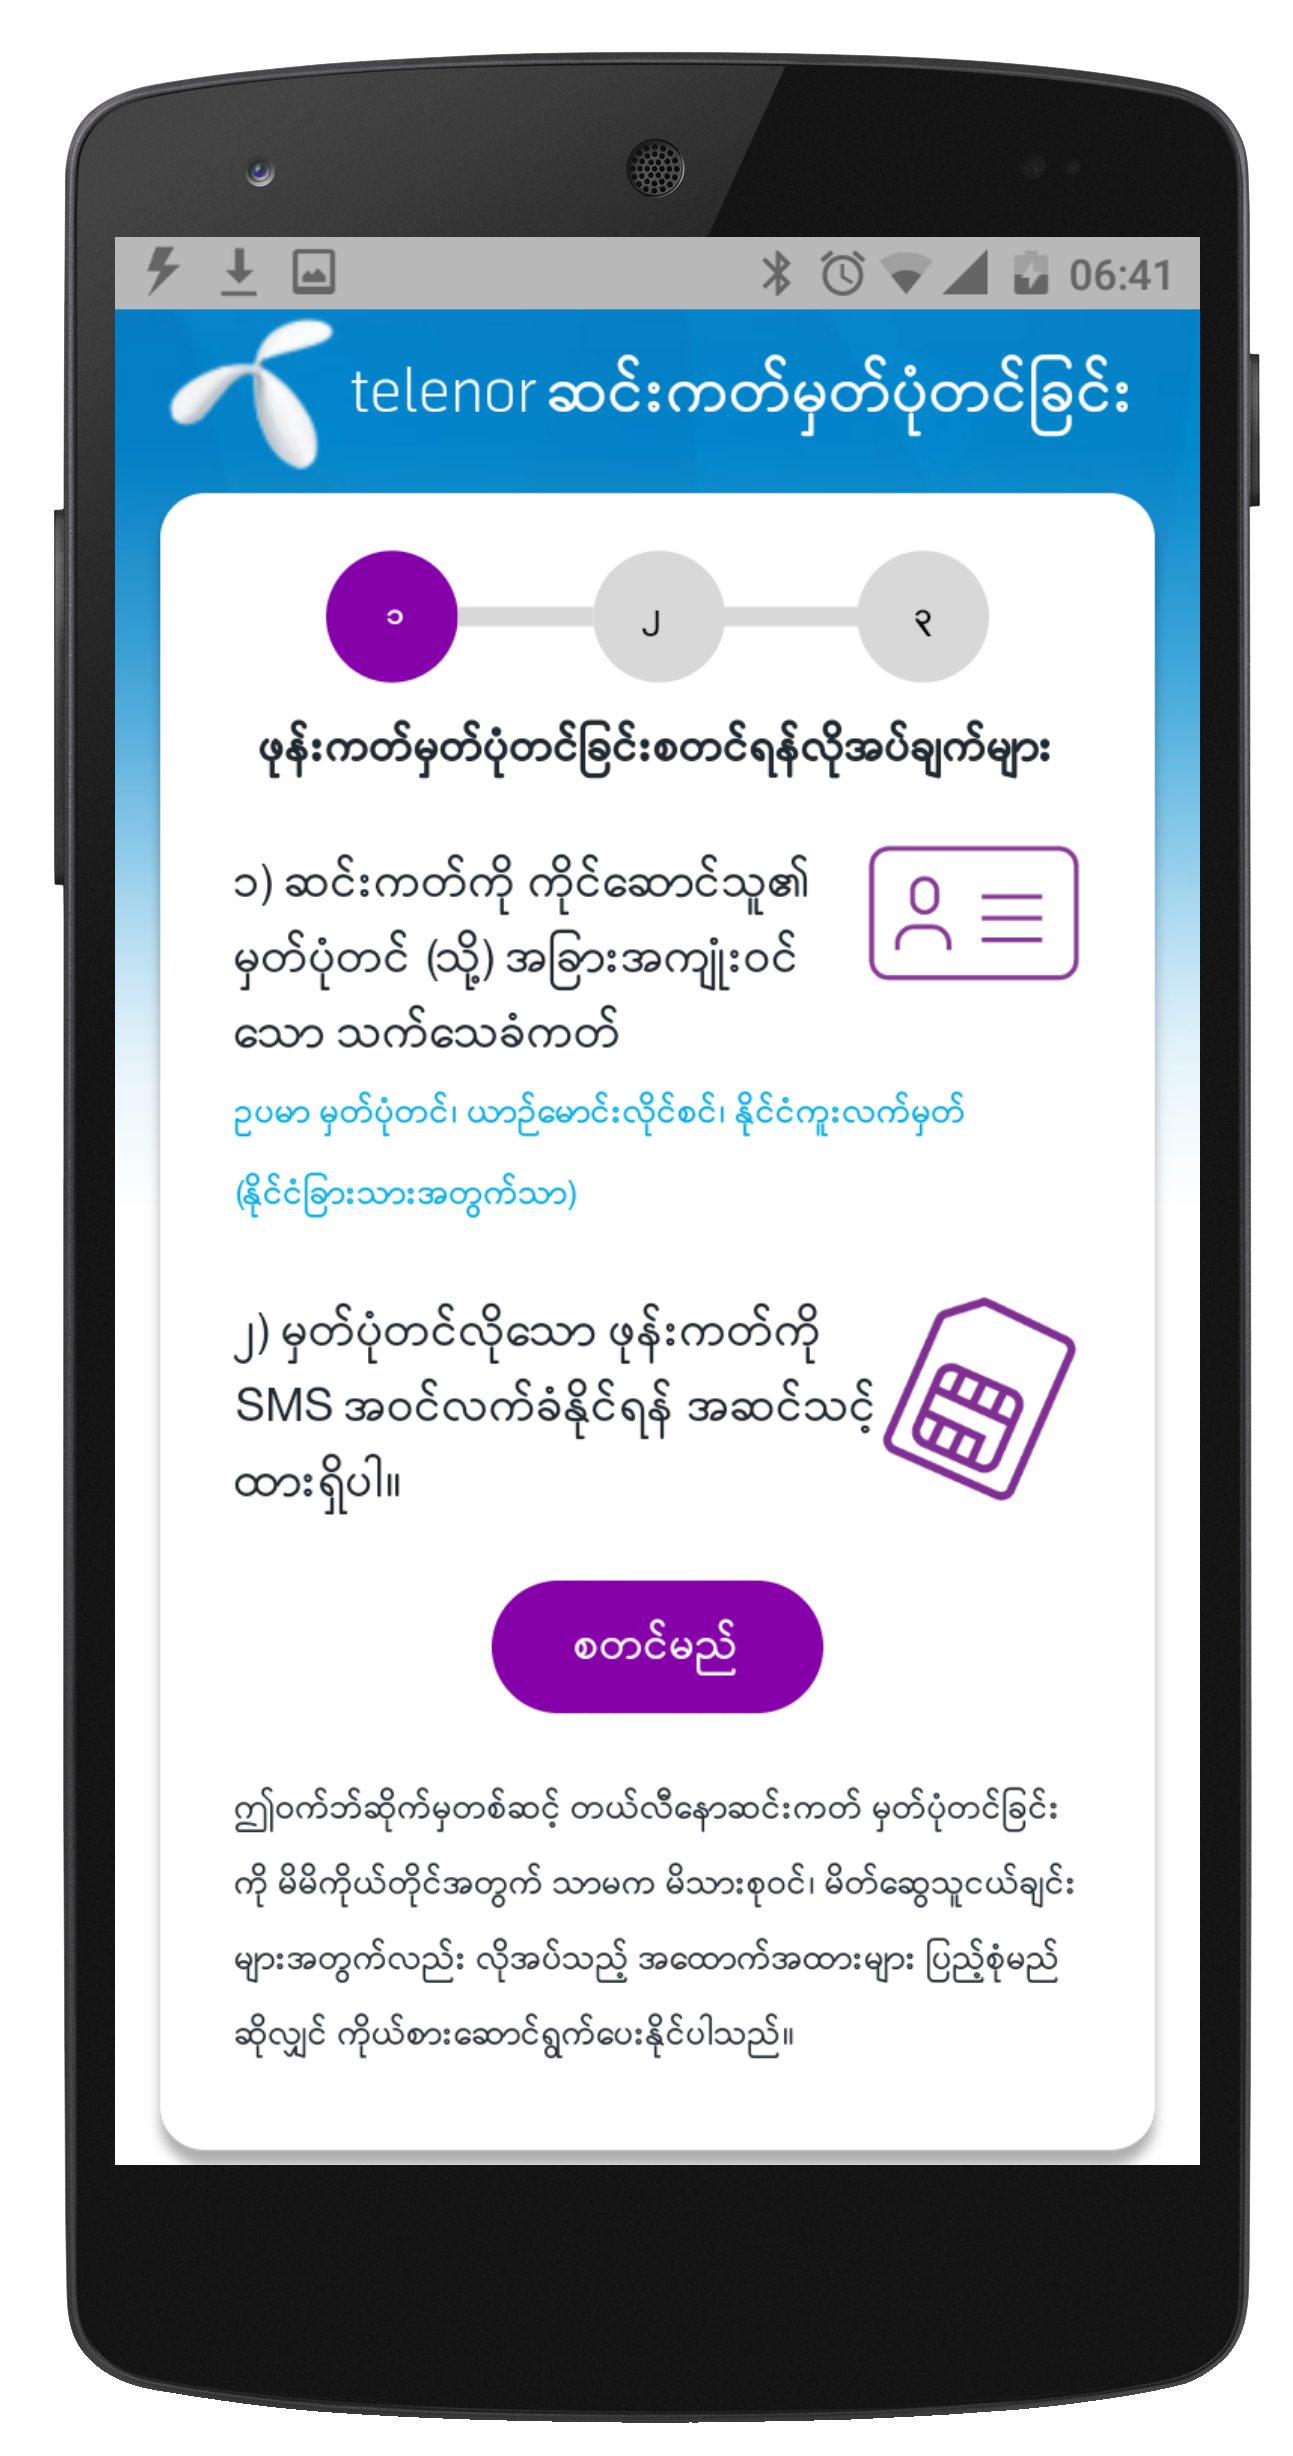 06:41
telenor ဆင်းကတ်မှတ်ပုံတင်ခြင်း
၁ ၂ ၃
ဖုန်းကတ်မှတ်ပုံတင်ခြင်းစတင်ရန်လိုအပ်ချက်များ
၁) ဆင်းကတ်ကို ကိုင်ဆောင်သူ၏
မှတ်ပုံတင် (သို့) အခြားအကျုံးဝင်
သော သက်သေခံကတ်
ဥပမာ မှတ်ပုံတင်၊ ယာဉ်မောင်းလိုင်စင်၊ နိုင်ငံကူးလက်မှတ်
(နိုင်ငံခြားသားအတွက်သာ)
၂) မှတ်ပုံတင်လိုသော ဖုန်းကတ်ကို
SMS အဝင်လက်ခံနိုင်ရန် အဆင်သင့်
ထားရှိပါ။
စတင်မည်
ဤဝက်ဘ်ဆိုက်မှတစ်ဆင့် တယ်လီနောဆင်းကတ် မှတ်ပုံတင်ခြင်း
ကို မိမိကိုယ်တိုင်အတွက် သာမက မိသားစုဝင်၊ မိတ်ဆွေသူငယ်ချင်း
များအတွက်လည်း လိုအပ်သည့် အထောက်အထားများ ပြည့်စုံမည်
ဆိုလျှင် ကိုယ်စားဆောင်ရွက်ပေးနိုင်ပါသည်။